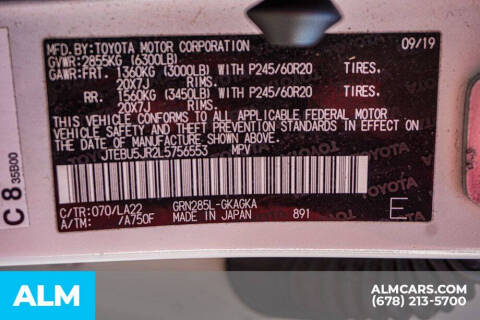 MFD.BY:TOYOTA MOTOR CORPORATION 09/19
GVWR:2855KG (6300LB)
GAWR:FRT. 1360KG (3000LB) WITH P245/60R20 TIRES.
20X7J RIMS.
RR. 1560KG (3450LB) WITH P245/60R20 TIRES.
20X7J RIMS.
THIS VEHICLE CONFORMS TO ALL APPLICABLE FEDERAL MOTOR
VEHICLE SAFETY,BUMPER,AND THEFT PREVENTION STANDARDS IN EFFECT ON
THE DATE OF MANUFACTURE SHOWN ABOVE.
JTEBU5JR2L5756553 MPV
C/TR:070/LA22 GRN285L-GKAGKA
A/TM: /A750F MADE IN JAPAN 891 E
C 8 35B00
ALM
ALMCARS.COM
(678) 213-5700